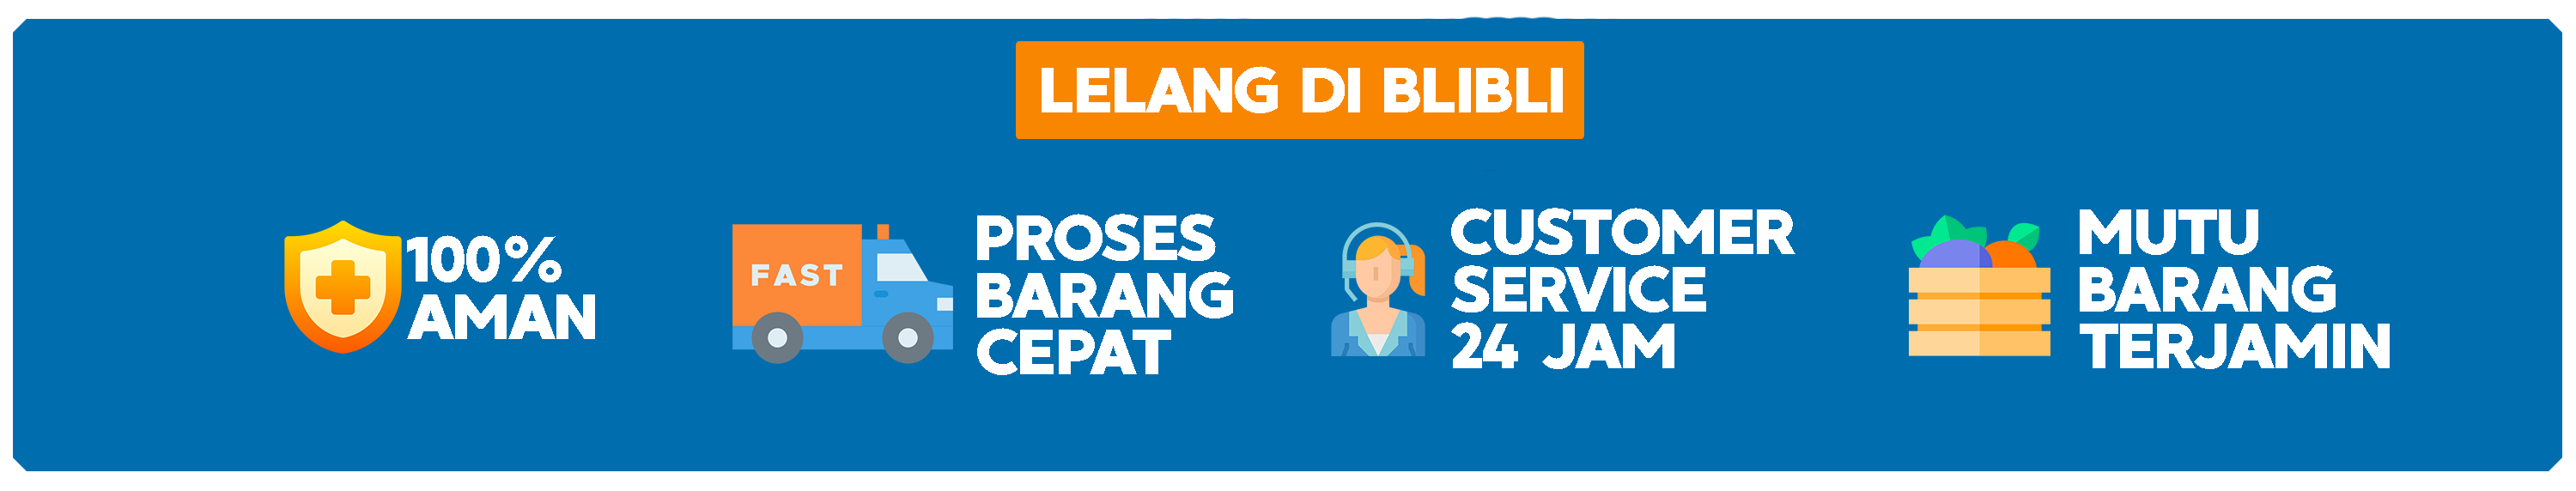 LELANG DI BLIBLI
100%
AMAN
FAST
PROSES
BARANG
CEPAT
CUSTOMER
SERVICE
24 JAM
MUTU
BARANG
TERJAMIN